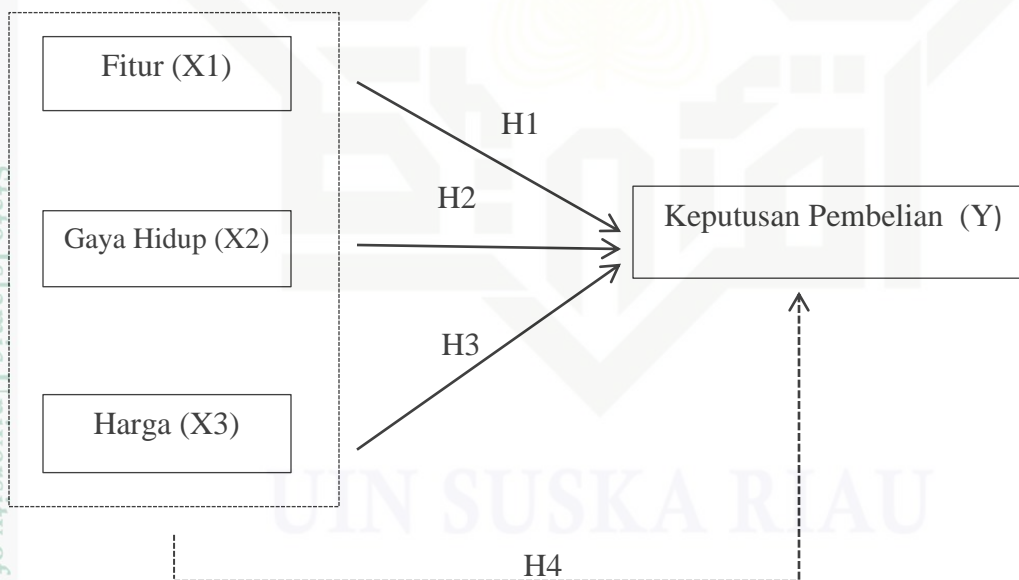 Fitur (X1)
H1
H2
Keputusan Pembelian (Y)
Gaya Hidup (X2)
H3
Harga (X3)
UIN SUSKA RIAU
H4